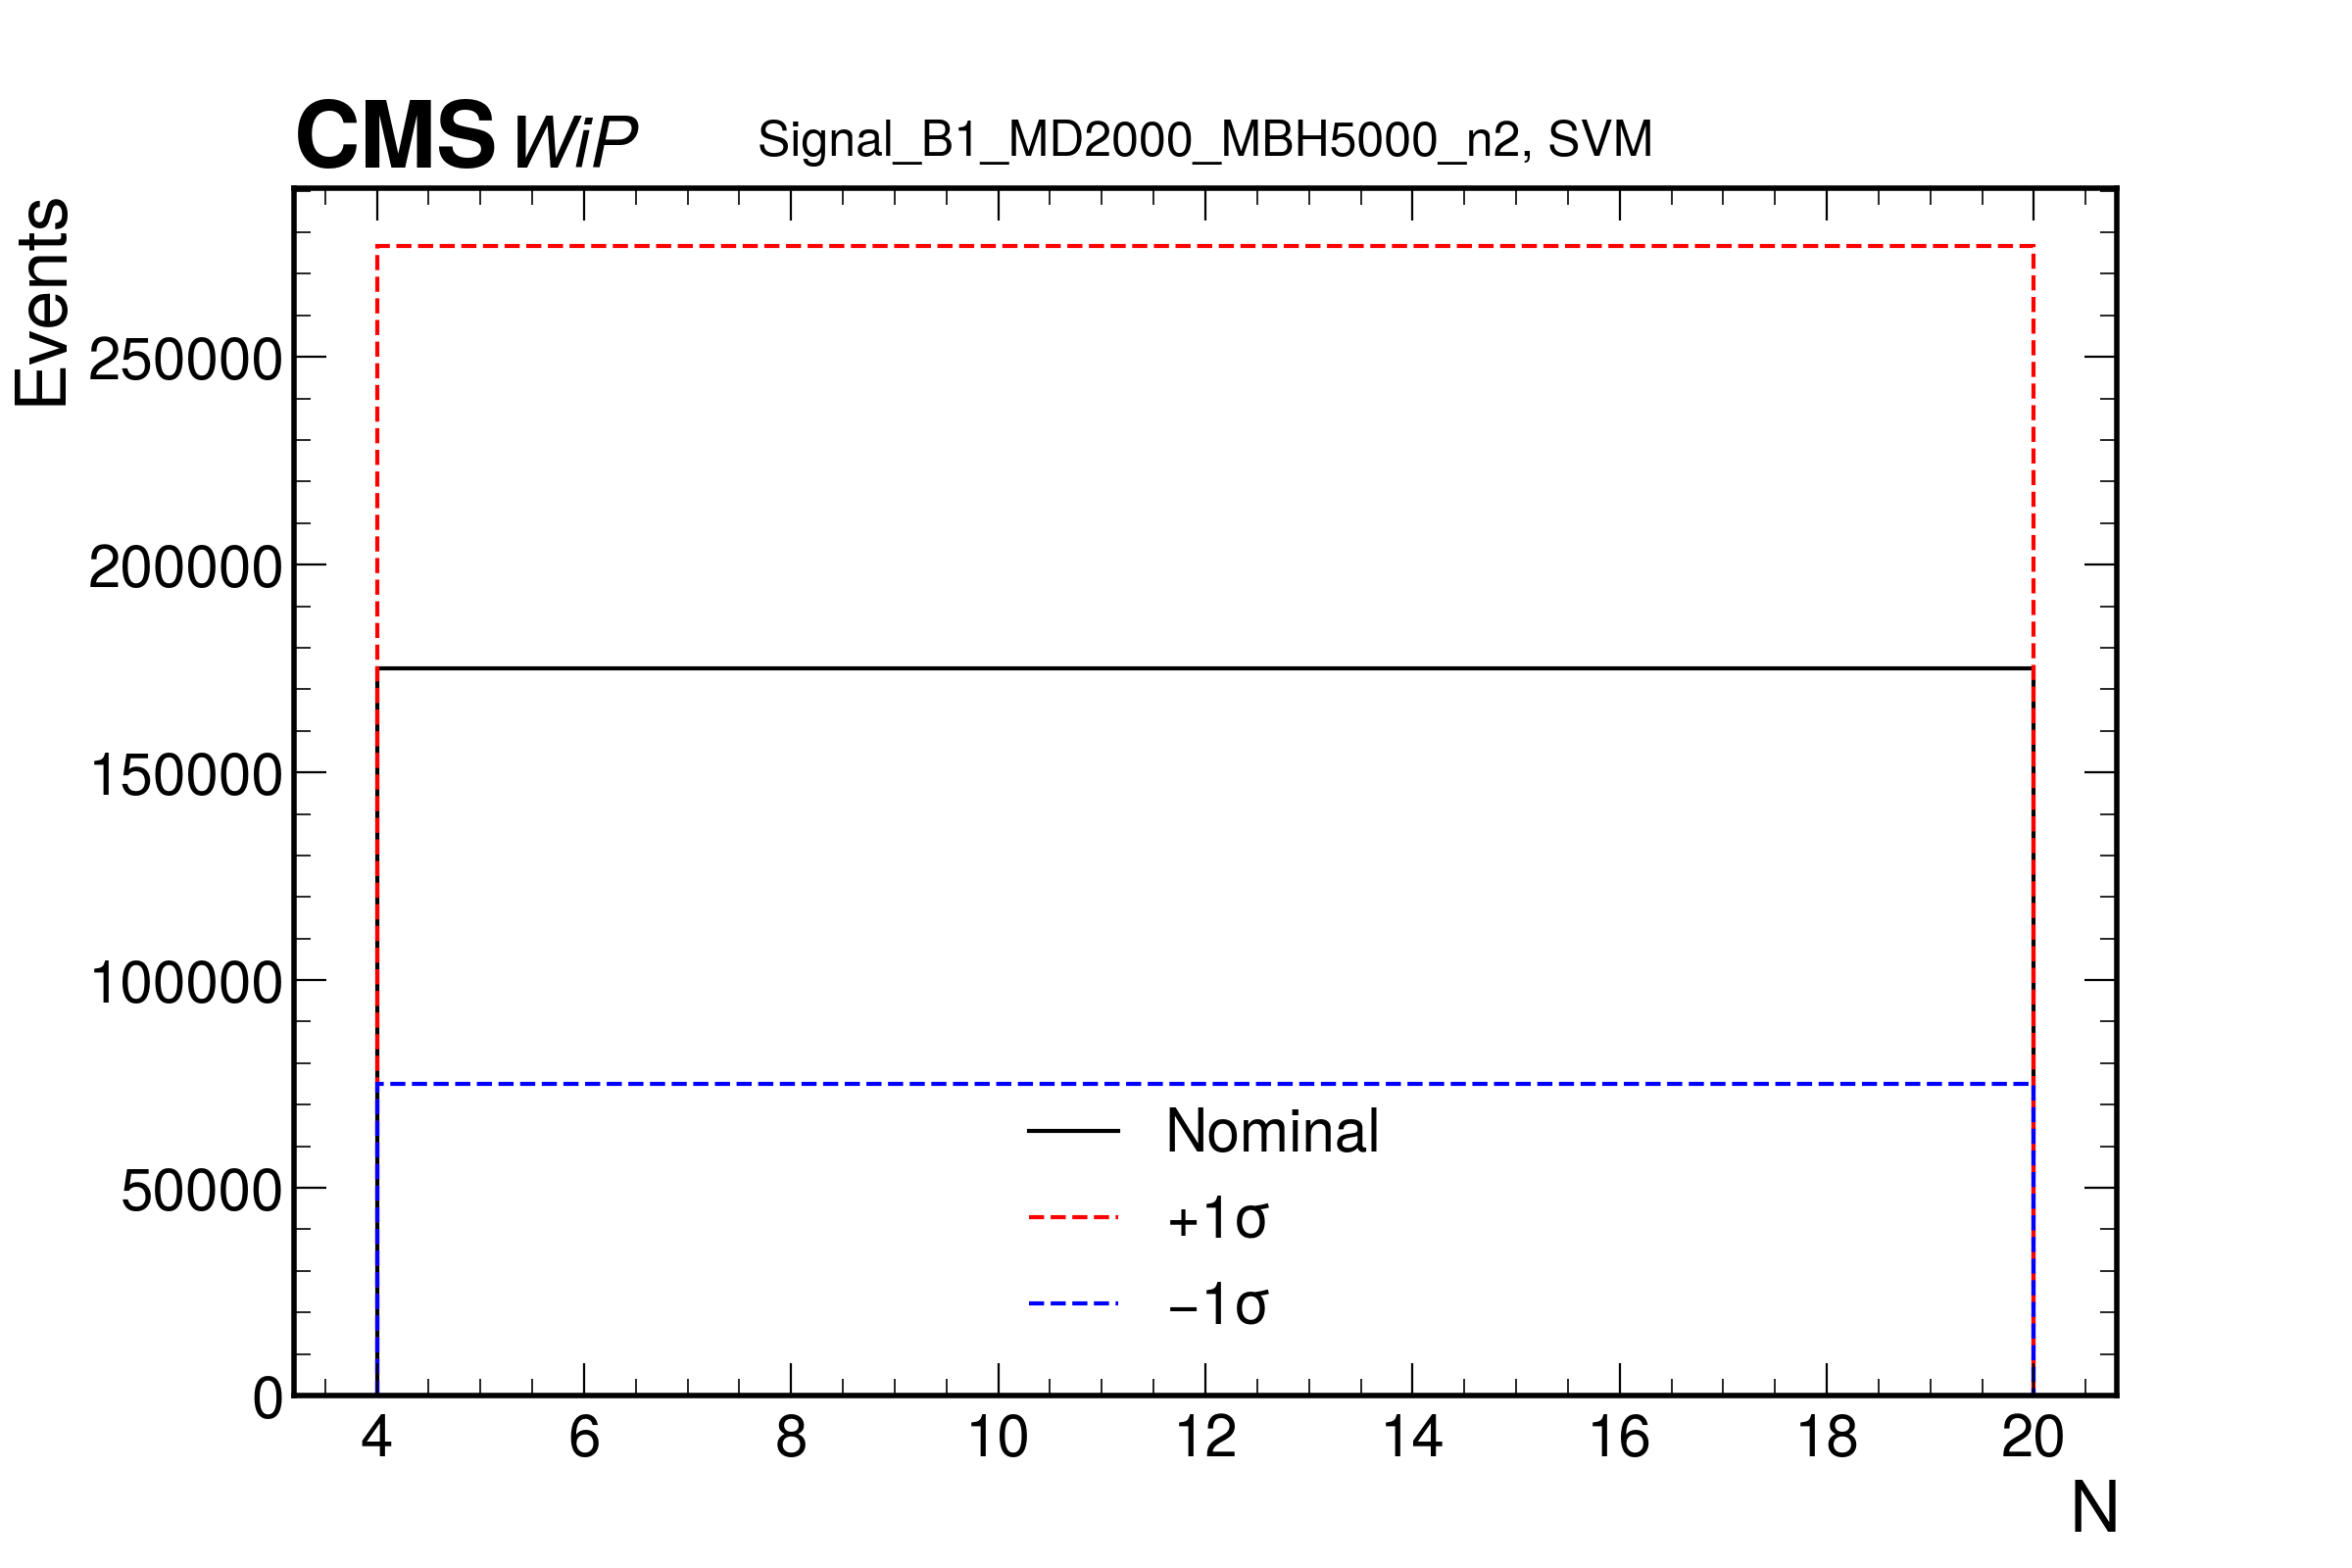 CMS WiP
Signal_B1_MD2000_MBH5000_n2, SVM
Events
250000
200000
150000
100000
50000
0
Nominal
+1σ
−1σ
4 6 8 10 12 14 16 18 20
N